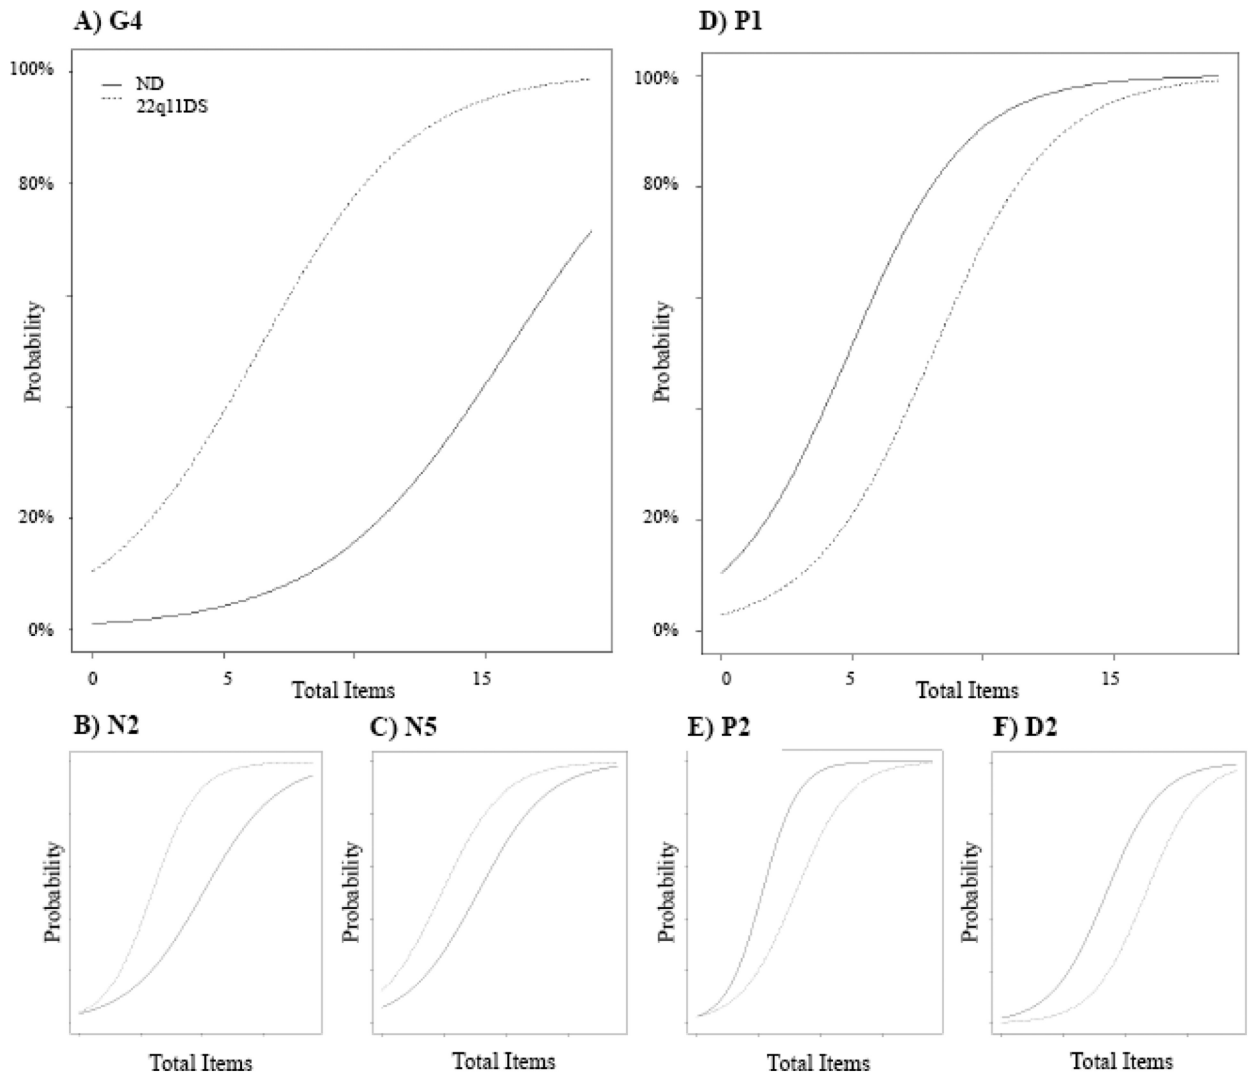 A) G4
100%
80%
20%
0%
Probability
ND
22q11DS
0
5
15
Total Items
D) P1
100%
80%
20%
0%
Probability
0
5
15
Total Items
B) N2
Probability
Total Items
C) N5
Probability
Total Items
E) P2
Probability
Total Items
F) D2
Probability
Total Items